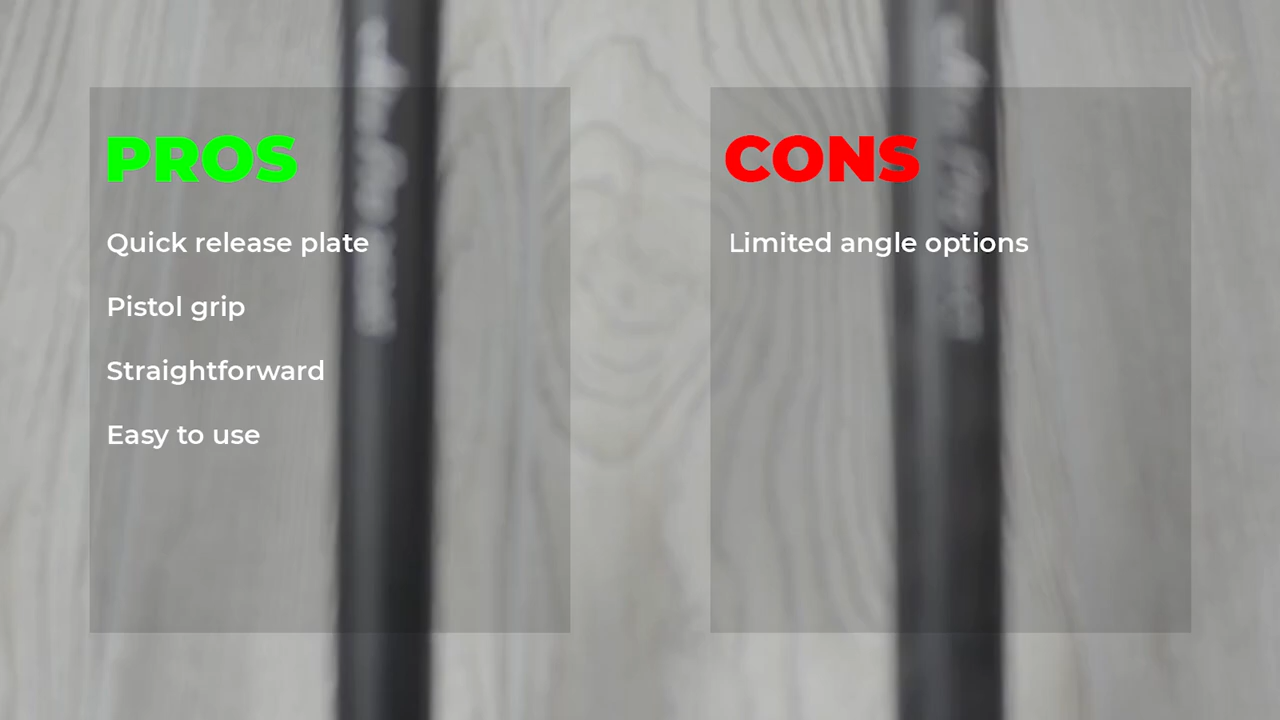 PROS
Quick release plate
Pistol grip
Straightforward
Easy to use
CONS
Limited angle options